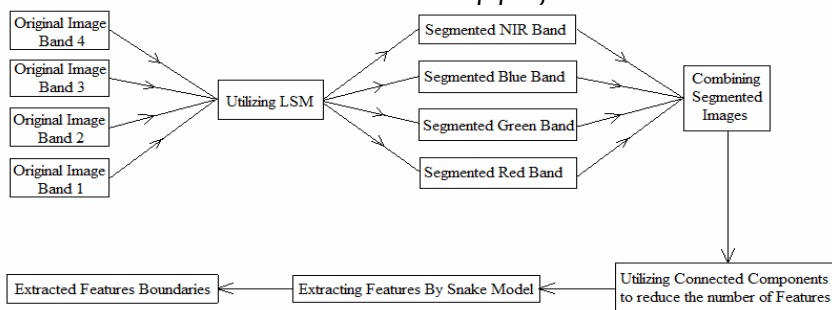 Original Image
Band 4
Original Image
Band 3
Original Image
Band 2
Original Image
Band 1
Utilizing LSM
Segmented NIR Band
Segmented Blue Band
Segmented Green Band
Segmented Red Band
Combining
Segmented
Images
Utilizing Connected Components
to reduce the number of Features
Extracting Features By Snake Model
Extracted Features Boundaries